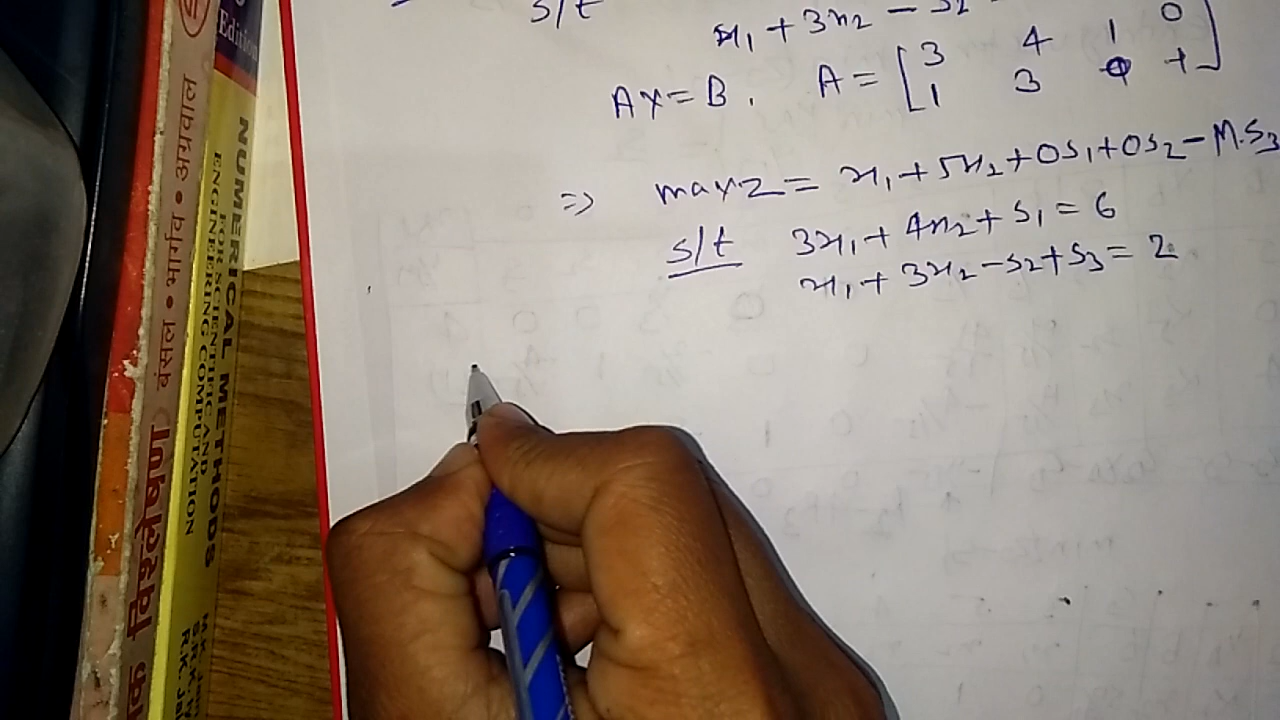 s/t
x₁ + 3x₂ - s₂
AX = B , A = [3 4 1 0
1 3 0 -1]
=> max z = x₁ + 5x₂ + 0s₁ + 0s₂ - M.s₃
s/t 3x₁ + 4x₂ + s₁ = 6
x₁ + 3x₂ - s₂ + s₃ = 2
Edition
NUMERICAL METHODS
FOR SCIENTIFIC AND
ENGINEERING COMPUTATION
विश्लेषण
बंसल • भार्गव • अग्रवाल